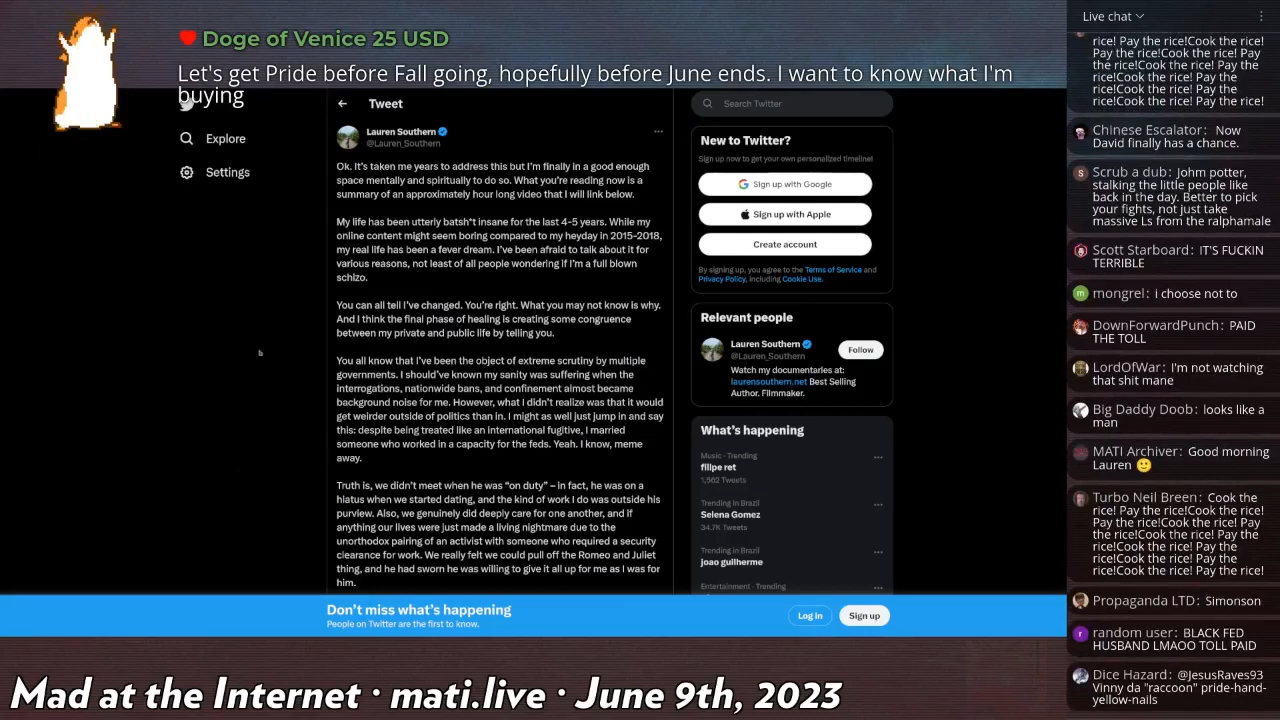 Doge of Venice 25 USD
Let's get Pride before Fall going, hopefully before June ends. I want to know what I'm
buying
Explore
Settings
Tweet
Lauren Southern
@Lauren_Southern
Ok. It's taken me years to address this but I'm finally in a good enough
space mentally and spiritually to do so. What you're reading now is a
summary of an approximately hour long video that I will link below.
My life has been utterly batsh*t insane for the last 4-5 years. While my
online content might seem boring compared to my heyday in 2015-2018,
my real life has been a fever dream. I've been afraid to talk about it for
various reasons, not least of all people wondering if I'm a full blown
schizo.
You can all tell I've changed. You're right. What you may not know is why.
And I think the final phase of healing is creating some congruence
between my private and public life by telling you.
You all know that I've been the object of extreme scrutiny by multiple
governments. I should've known my sanity was suffering when the
interrogations, nationwide bans, and confinement almost became
background noise for me. However, what I didn't realize was that it would
get weirder outside of politics than in. I might as well just jump in and say
this: despite being treated like an international fugitive, I married
someone who worked in a capacity for the feds. Yeah. I know, meme
away.
Truth is, we didn't meet when he was "on duty" – in fact, he was on a
hiatus when we started dating, and the kind of work I do was outside his
purview. Also, we genuinely did deeply care for one another, and if
anything our lives were just made a living nightmare due to the
unorthodox pairing of an activist with someone who required a security
clearance for work. We really felt we could pull off the Romeo and Juliet
thing, and he had sworn he was willing to give it all up for me as I was for
him.
Search Twitter
New to Twitter?
Sign up now to get your own personalized timeline!
Sign up with Google
Sign up with Apple
Create account
By signing up, you agree to the Terms of Service and
Privacy Policy, including Cookie Use.
Relevant people
Lauren Southern
@Lauren_Southern
Follow
Watch my documentaries at:
laurensouthern.net Best Selling
Author. Filmmaker.
What's happening
Music · Trending
filipe ret
1,562 Tweets
Trending in Brazil
Selena Gomez
34.7K Tweets
Trending in Brazil
joao guilherme
Entertainment · Trending
Don't miss what's happening
People on Twitter are the first to know.
Log in
Sign up
Mad at the Internet · mati.live · June 9th, 2023
Live chat
rice! Pay the rice!Cook the rice!
Pay the rice!Cook the rice! Pay
the rice!Cook the rice! Pay the
rice!Cook the rice! Pay the
rice!Cook the rice! Pay the
rice!Cook the rice! Pay the rice!
Chinese Escalator: Now
David finally has a chance.
Scrub a dub: Johm potter,
stalking the little people like
back in the day. Better to pick
your fights, not just take
massive Ls from the ralphamale
Scott Starboard: IT'S FUCKIN
TERRIBLE
mongrel: i choose not to
DownForwardPunch: PAID
THE TOLL
LordOfWar: I'm not watching
that shit mane
Big Daddy Doob: looks like a
man
MATI Archiver: Good morning
Lauren 🙂
Turbo Neil Breen: Cook the
rice! Pay the rice!Cook the rice!
Pay the rice!Cook the rice! Pay
the rice!Cook the rice! Pay the
rice!Cook the rice! Pay the
rice!Cook the rice! Pay the
rice!Cook the rice! Pay the rice!
Propaganda LTD: Simonson
random user: BLACK FED
HUSBAND LMAOO TOLL PAID
Dice Hazard: @JesusRaves93
Vinny da "raccoon" pride-hand-
yellow-nails